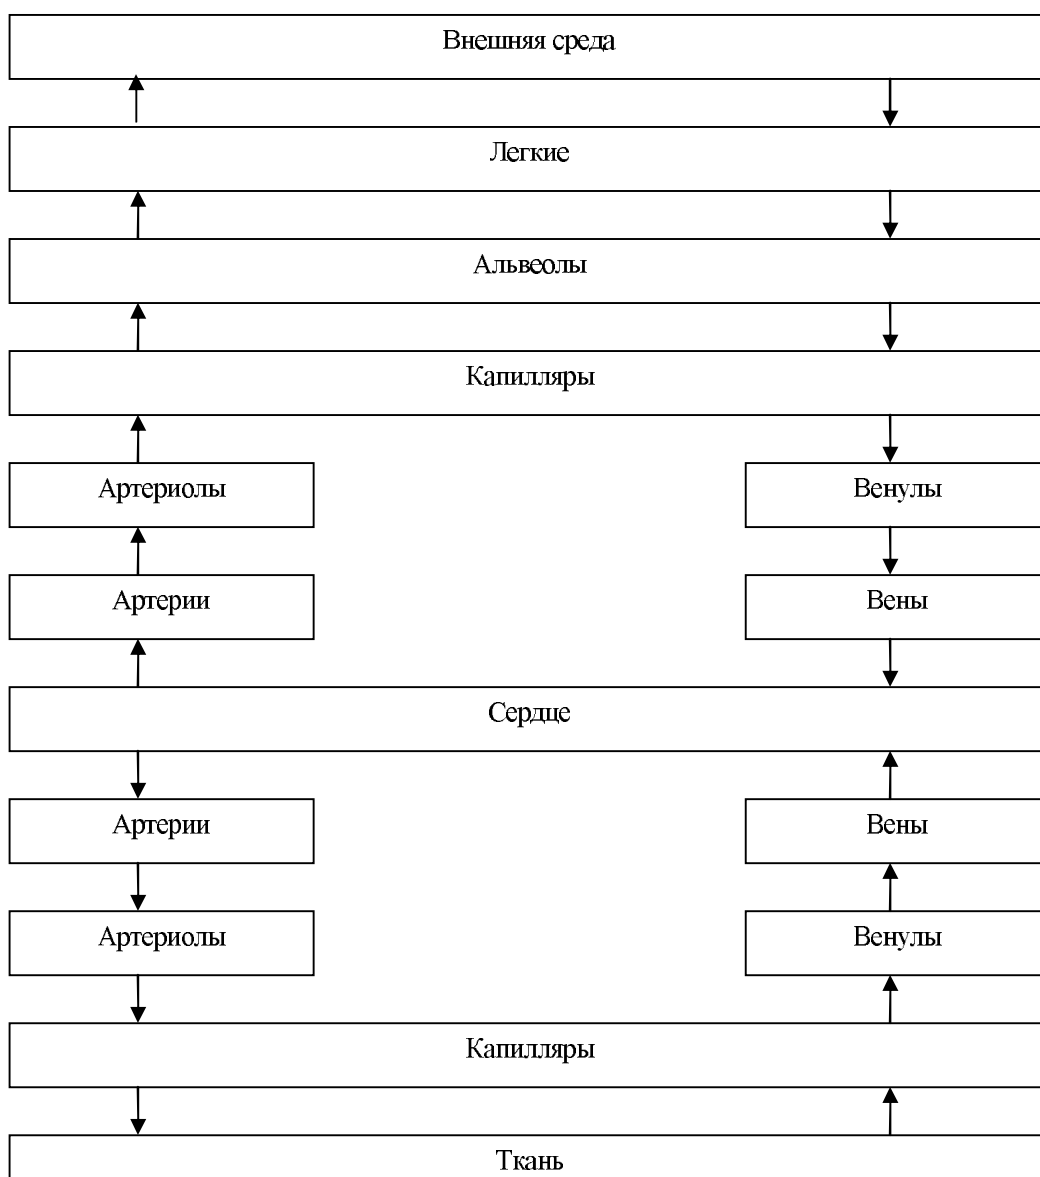 Внешняя среда
Легкие
Альвеолы
Капилляры
Артериолы Венулы
Артерии Вены
Сердце
Артерии Вены
Артериолы Венулы
Капилляры
Ткань